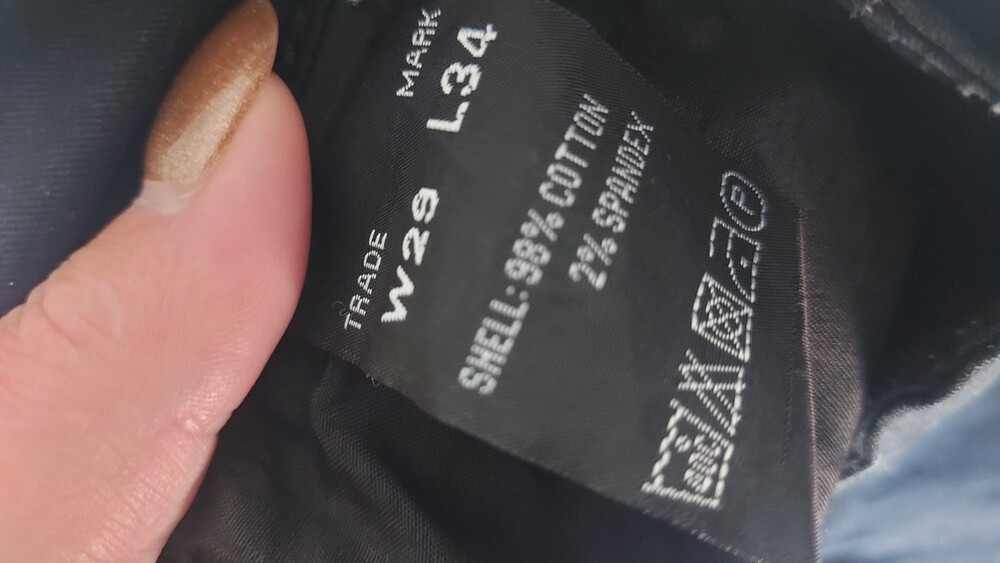 TRADE MARK
W29 L34
SHELL: 98% COTTON
2% SPANDEX
P